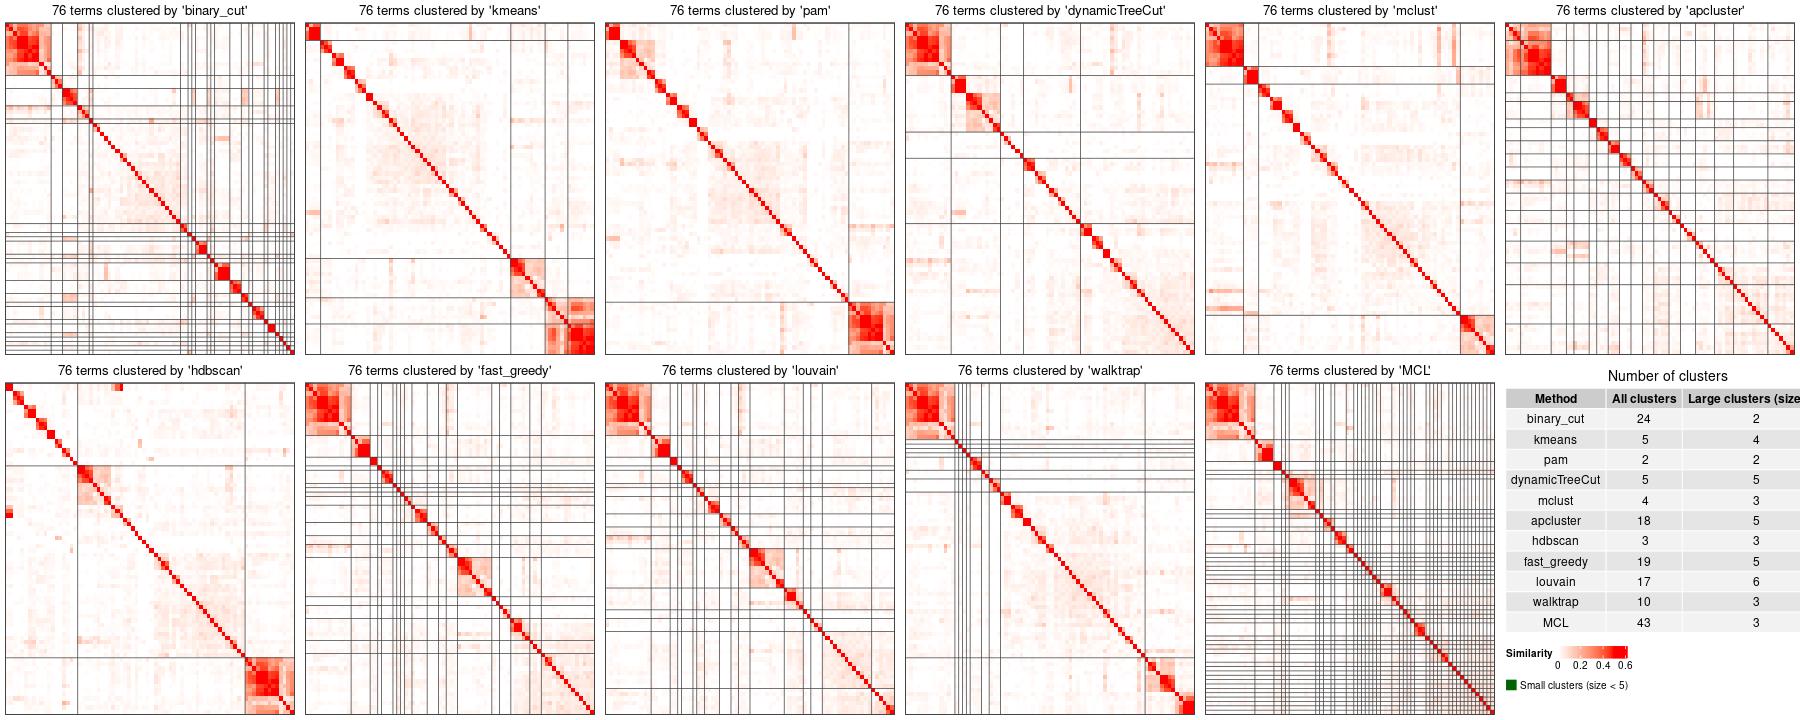 76 terms clustered by 'binary_cut'
76 terms clustered by 'kmeans'
76 terms clustered by 'pam'
76 terms clustered by 'dynamicTreeCut'
76 terms clustered by 'mclust'
76 terms clustered by 'apcluster'
76 terms clustered by 'hdbscan'
76 terms clustered by 'fast_greedy'
76 terms clustered by 'louvain'
76 terms clustered by 'walktrap'
76 terms clustered by 'MCL'
Number of clusters
Method All clusters Large clusters (size
binary_cut 24 2
kmeans 5 4
pam 2 2
dynamicTreeCut 5 5
mclust 4 3
apcluster 18 5
hdbscan 3 3
fast_greedy 19 5
louvain 17 6
walktrap 10 3
MCL 43 3
Similarity
0 0.2 0.4 0.6
Small clusters (size < 5)